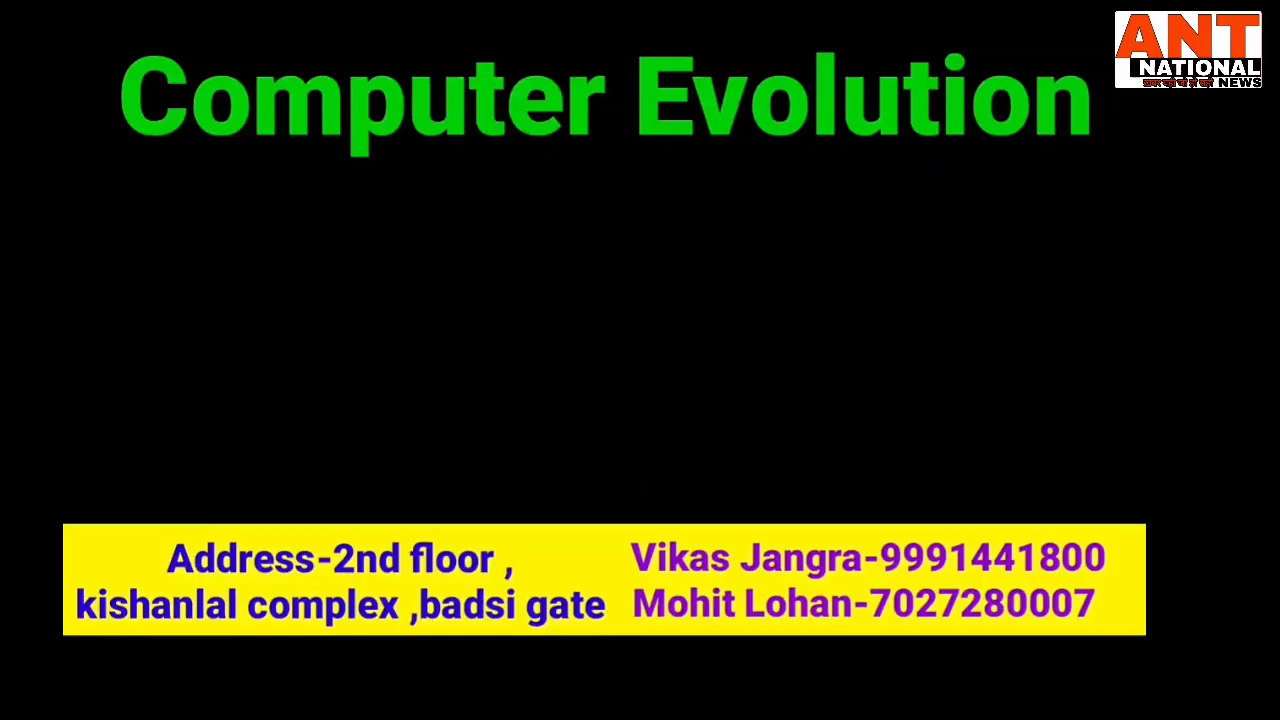 Computer Evolution
ANT
NATIONAL
NEWS
Address-2nd floor ,
kishanlal complex ,badsi gate
Vikas Jangra-9991441800
Mohit Lohan-7027280007